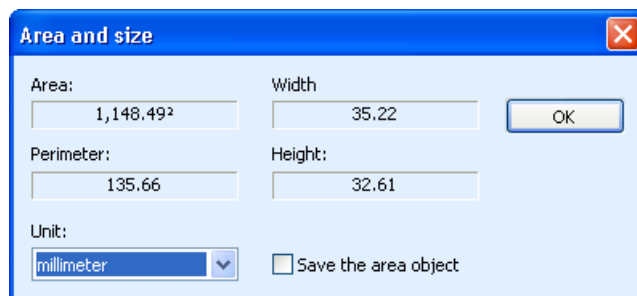 Area and size
Area:
Width
1,148.49²
35.22
OK
Perimeter:
Height:
135.66
32.61
Unit:
millimeter
Save the area object